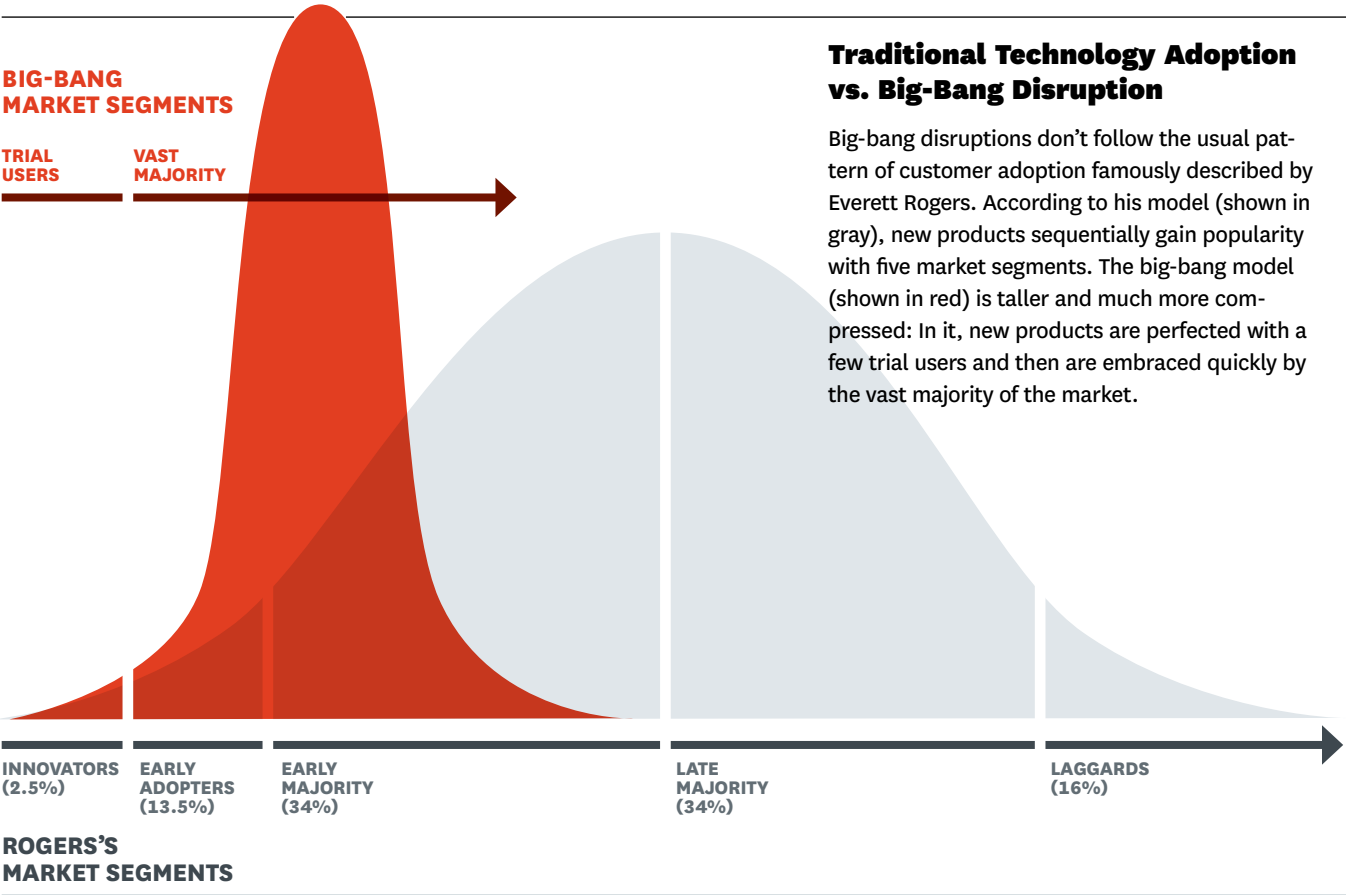 BIG-BANG
MARKET SEGMENTS
TRIAL
USERS
VAST
MAJORITY
Traditional Technology Adoption
vs. Big-Bang Disruption
Big-bang disruptions don’t follow the usual pat-
tern of customer adoption famously described by
Everett Rogers. According to his model (shown in
gray), new products sequentially gain popularity
with five market segments. The big-bang model
(shown in red) is taller and much more com-
pressed: In it, new products are perfected with a
few trial users and then are embraced quickly by
the vast majority of the market.
INNOVATORS
(2.5%)
EARLY
ADOPTERS
(13.5%)
EARLY
MAJORITY
(34%)
LATE
MAJORITY
(34%)
LAGGARDS
(16%)
ROGERS’S
MARKET SEGMENTS